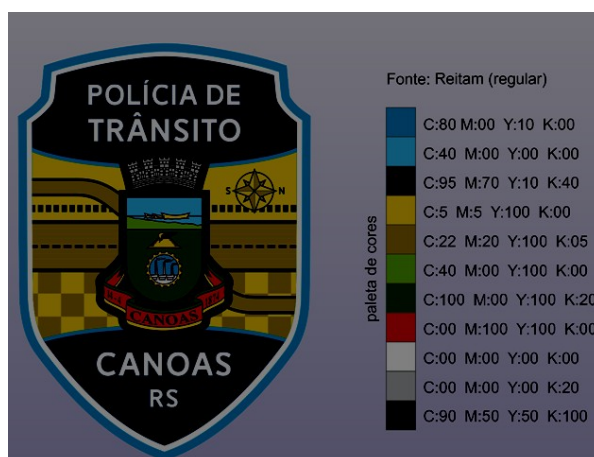 POLÍCIA DE
TRÂNSITO
S N
CANOAS
CANOAS
RS
Fonte: Reitam (regular)
paleta de cores
C:80 M:00 Y:10 K:00
C:40 M:00 Y:00 K:00
C:95 M:70 Y:10 K:40
C:5 M:5 Y:100 K:00
C:22 M:20 Y:100 K:05
C:40 M:00 Y:100 K:00
C:100 M:00 Y:100 K:20
C:00 M:100 Y:100 K:00
C:00 M:00 Y:00 K:00
C:00 M:00 Y:00 K:20
C:90 M:50 Y:50 K:100